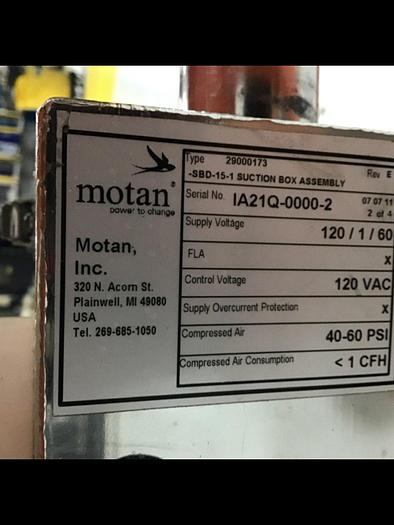 motan®
power to change
Motan,
Inc.
320 N. Acorn St.
Plainwell, MI 49080
USA
Tel. 269-685-1050
Type 29000173
-SBD-15-1 SUCTION BOX ASSEMBLY Rev E
Serial No. IA21Q-0000-2 07 07 11
2 of 4
Supply Voltage 120 / 1 / 60
FLA X
Control Voltage 120 VAC
Supply Overcurrent Protection X
Compressed Air 40-60 PSI
Compressed Air Consumption < 1 CFH